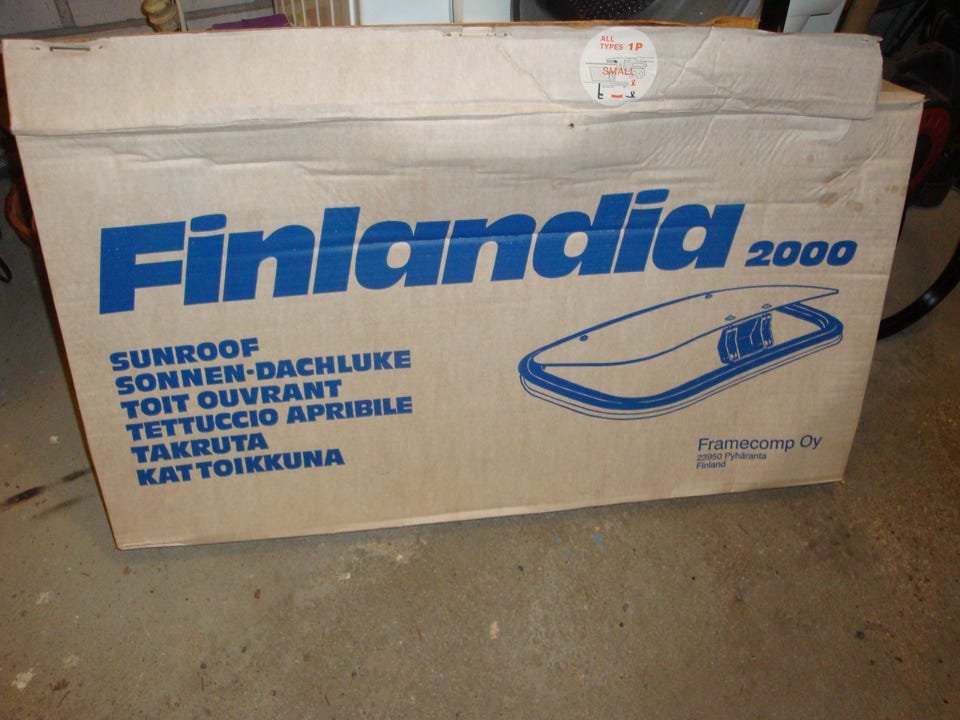 ALL
TYPES 1P
SMALL
Finlandia 2000
SUNROOF
SONNEN-DACHLUKE
TOIT OUVRANT
TETTUCCIO APRIBILE
TAKRUTA
KATTOIKKUNA
Framecomp Oy
23950 Pyhäranta
Finland